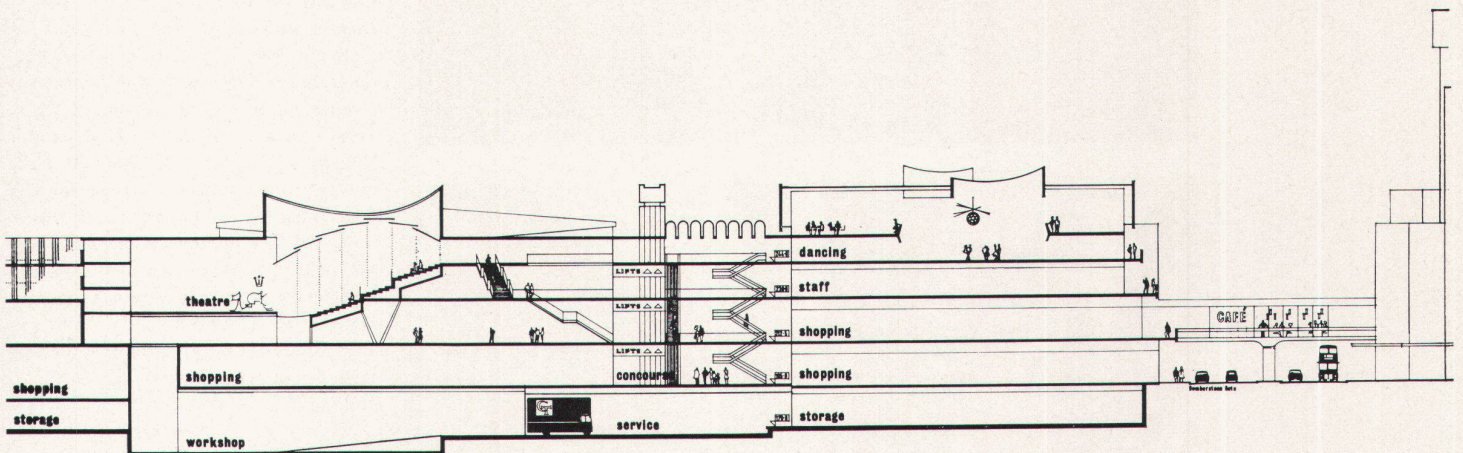 dancing
LIFTS
staff
theatre
LIFTS
shopping
CAFÉ
LIFTS
shopping
concourse
shopping
shopping
storage
service
storage
workshop